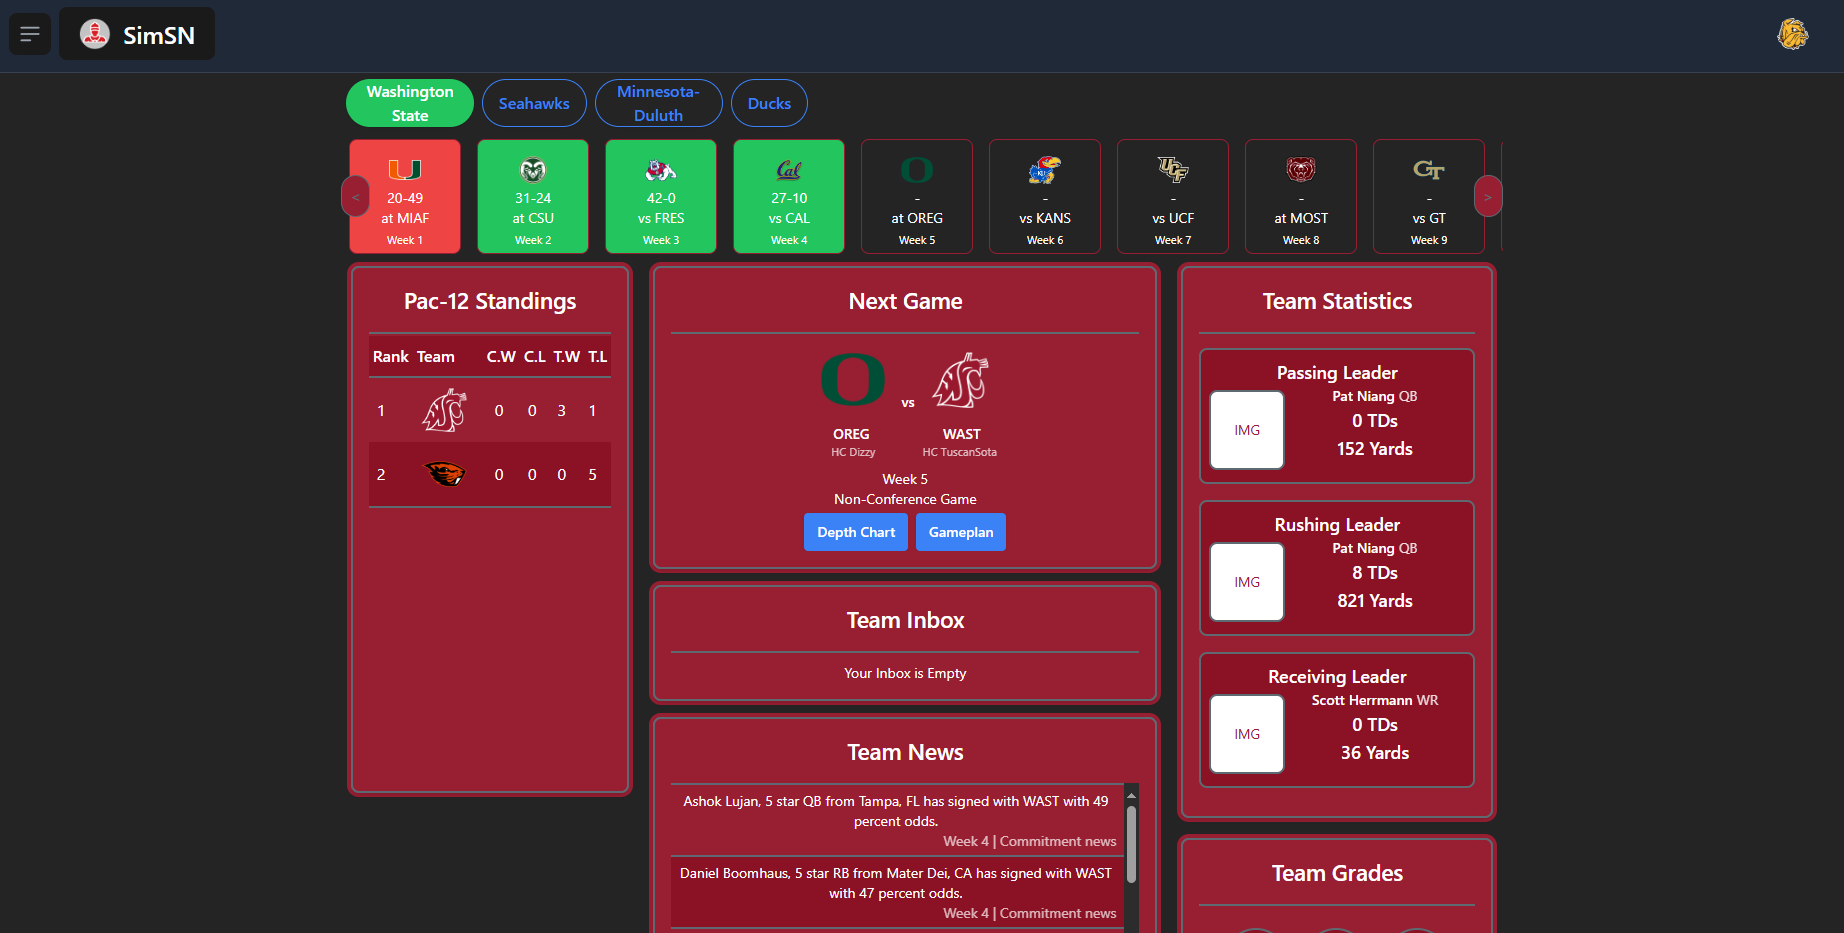 SimSN
Washington
State
Seahawks
Minnesota-
Duluth
Ducks
<
20-49
at MIAF
Week 1
31-24
at CSU
Week 2
42-0
vs FRES
Week 3
Cal
27-10
vs CAL
Week 4
-
at OREG
Week 5
KU
-
vs KANS
Week 6
UCF
-
vs UCF
Week 7
-
at MOST
Week 8
GT
-
vs GT
Week 9
>
Pac-12 Standings
Rank Team C.W C.L T.W T.L
1 0 0 3 1
2 0 0 0 5
Next Game
vs
OREG WAST
HC Dizzy HC TuscanSota
Week 5
Non-Conference Game
Depth Chart Gameplan
Team Inbox
Your Inbox is Empty
Team News
Ashok Lujan, 5 star QB from Tampa, FL has signed with WAST with 49
percent odds.
Week 4 | Commitment news
Daniel Boomhaus, 5 star RB from Mater Dei, CA has signed with WAST
with 47 percent odds.
Week 4 | Commitment news
Team Statistics
Passing Leader
IMG
Pat Niang QB
0 TDs
152 Yards
Rushing Leader
IMG
Pat Niang QB
8 TDs
821 Yards
Receiving Leader
IMG
Scott Herrmann WR
0 TDs
36 Yards
Team Grades